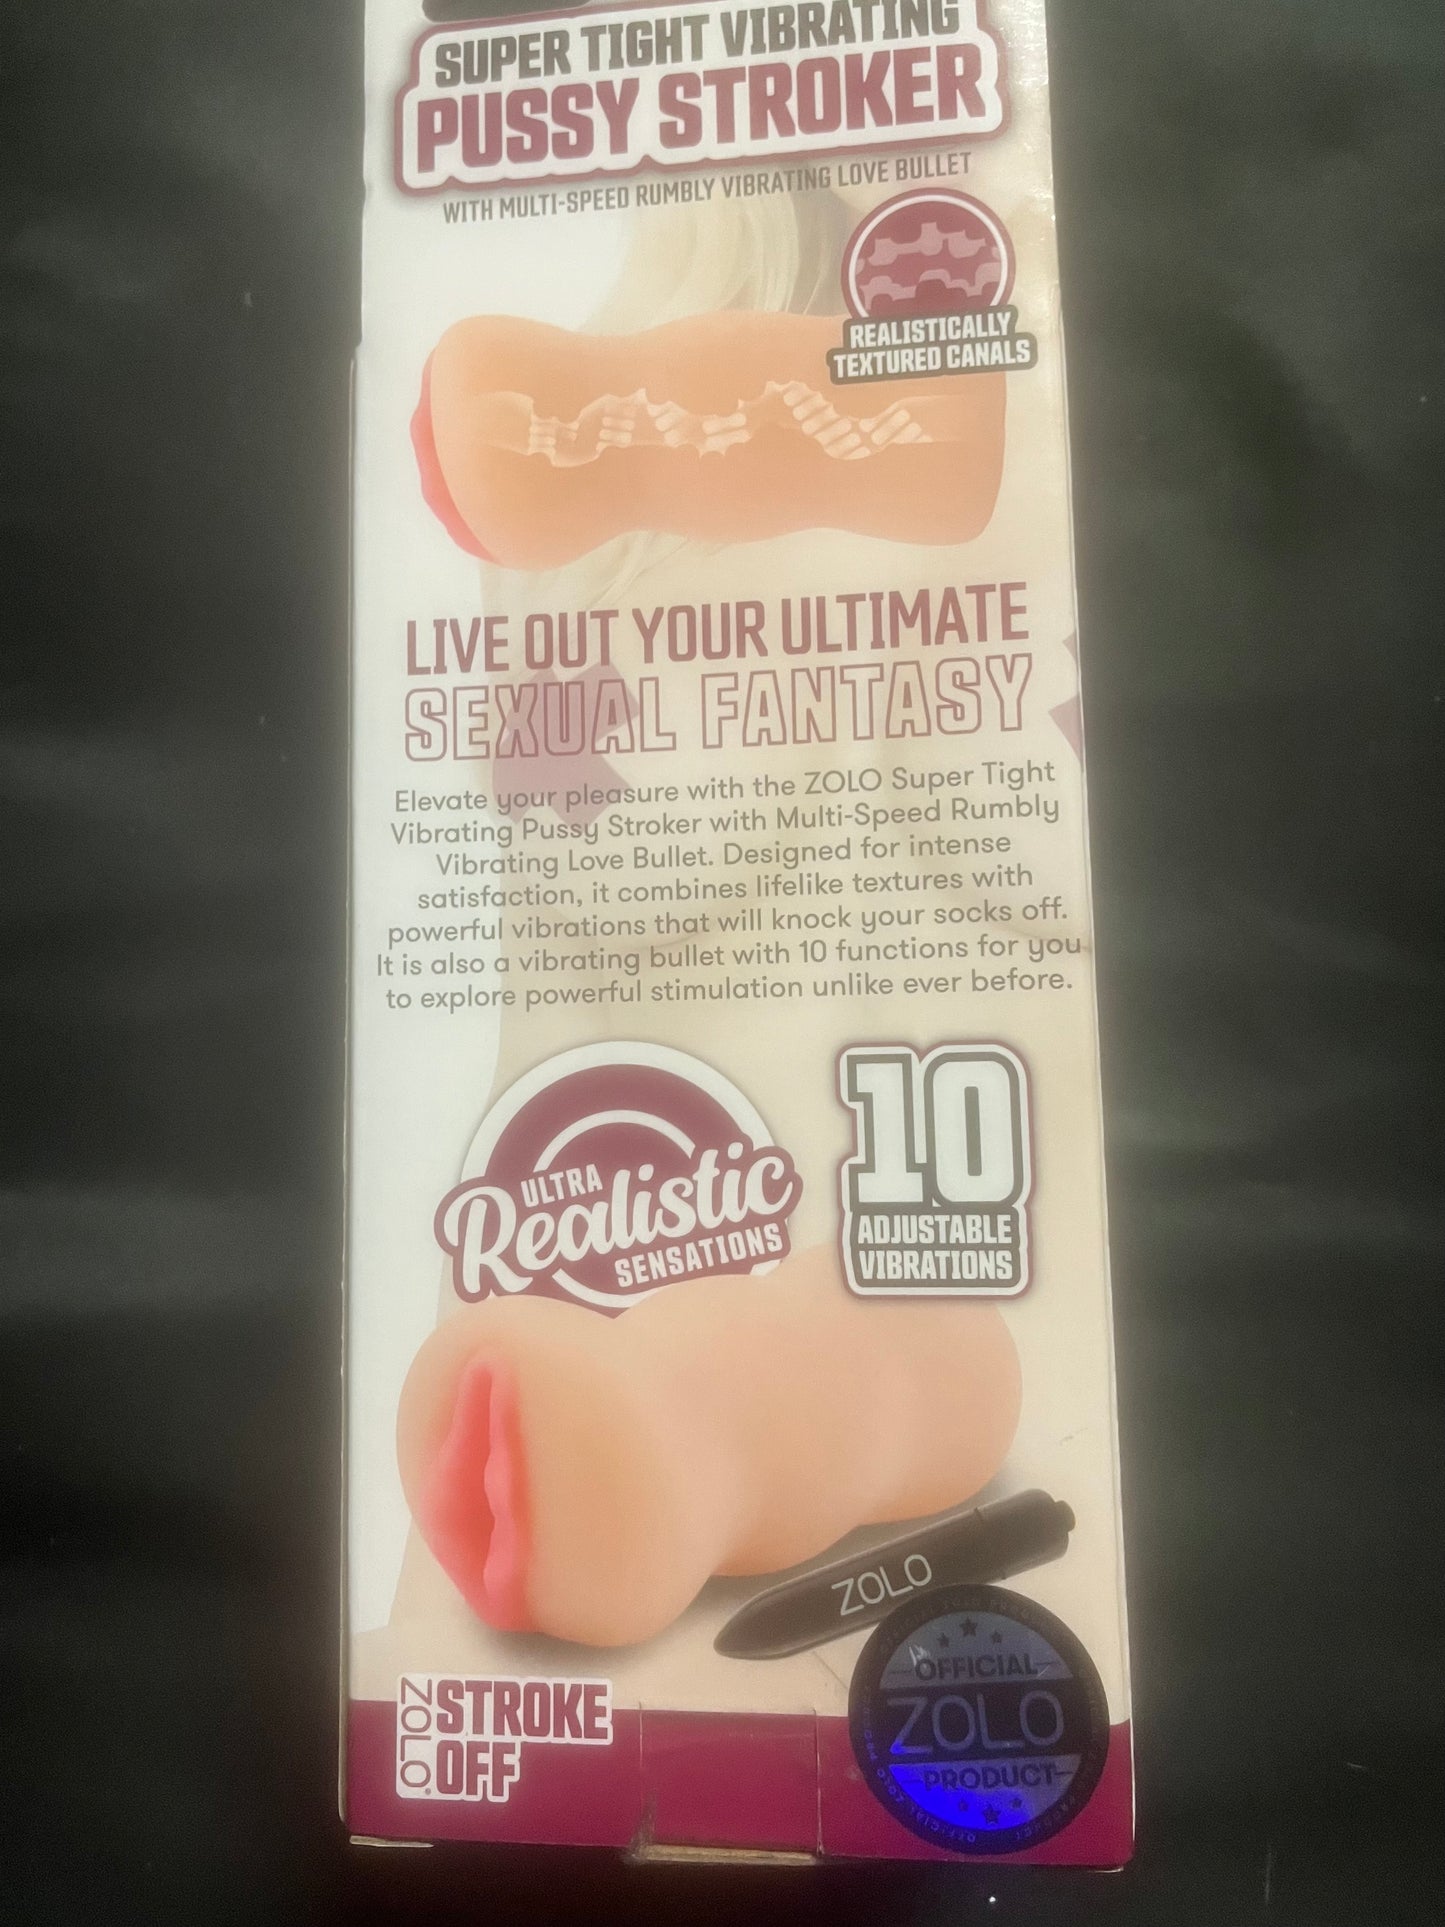 SUPER TIGHT VIBRATING
PUSSY STROKER
WITH MULTI-SPEED RUMBLY VIBRATING LOVE BULLET
REALISTICALLY
TEXTURED CANALS
LIVE OUT YOUR ULTIMATE
SEXUAL FANTASY
Elevate your pleasure with the ZOLO Super Tight
Vibrating Pussy Stroker with Multi-Speed Rumbly
Vibrating Love Bullet. Designed for intense
satisfaction, it combines lifelike textures with
powerful vibrations that will knock your socks off.
It is also a vibrating bullet with 10 functions for you
to explore powerful stimulation unlike ever before.
ULTRA
Realistic
SENSATIONS
10
ADJUSTABLE
VIBRATIONS
ZOLO
ZOLO
STROKE
OFF
OFFICIAL
ZOLO
PRODUCT